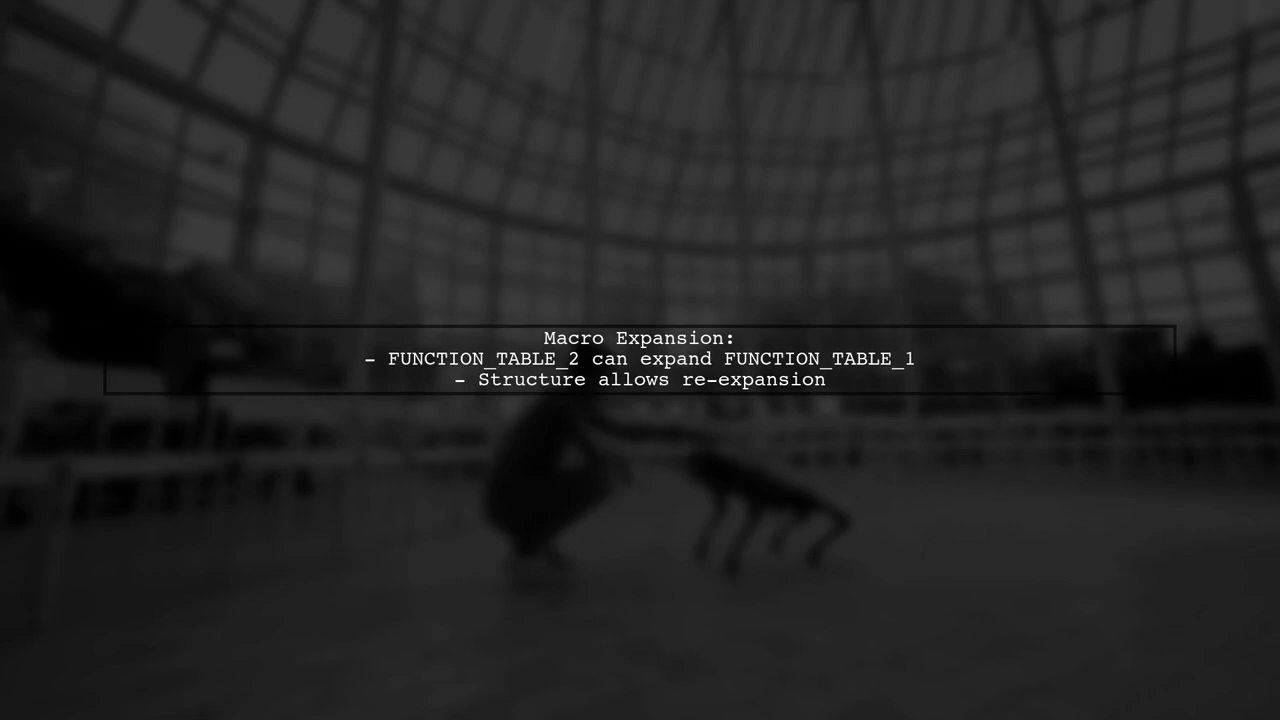 Macro Expansion:
- FUNCTION_TABLE_2 can expand FUNCTION_TABLE_1
- Structure allows re-expansion